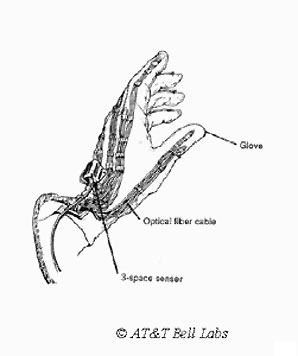 Glove
Optical fiber cable
3-space sensor
© AT&T Bell Labs